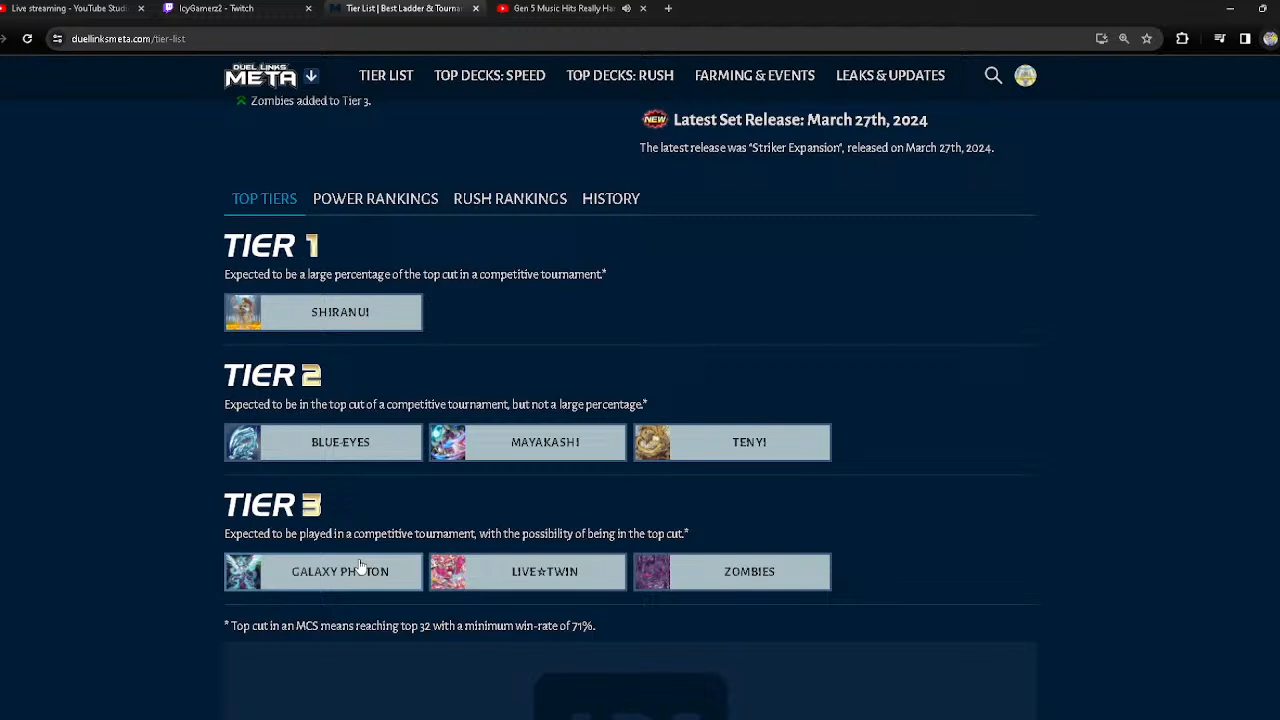 Live streaming - YouTube Studi
IcyGamerz2 - Twitch
Tier List | Best Ladder & Tourna
Gen 5 Music Hits Really Ha
duellinksmeta.com/tier-list
DUEL LINKS
META
TIER LIST
TOP DECKS: SPEED
TOP DECKS: RUSH
FARMING & EVENTS
LEAKS & UPDATES
Zombies added to Tier 3.
NEW
Latest Set Release: March 27th, 2024
The latest release was "Striker Expansion", released on March 27th, 2024.
TOP TIERS
POWER RANKINGS
RUSH RANKINGS
HISTORY
TIER 1
Expected to be a large percentage of the top cut in a competitive tournament.*
SHIRANUI
TIER 2
Expected to be in the top cut of a competitive tournament, but not a large percentage.*
BLUE-EYES
MAYAKASHI
TENYI
TIER 3
Expected to be played in a competitive tournament, with the possibility of being in the top cut.*
GALAXY PHOTON
LIVE☆TWIN
ZOMBIES
* Top cut in an MCS means reaching top 32 with a minimum win-rate of 71%.